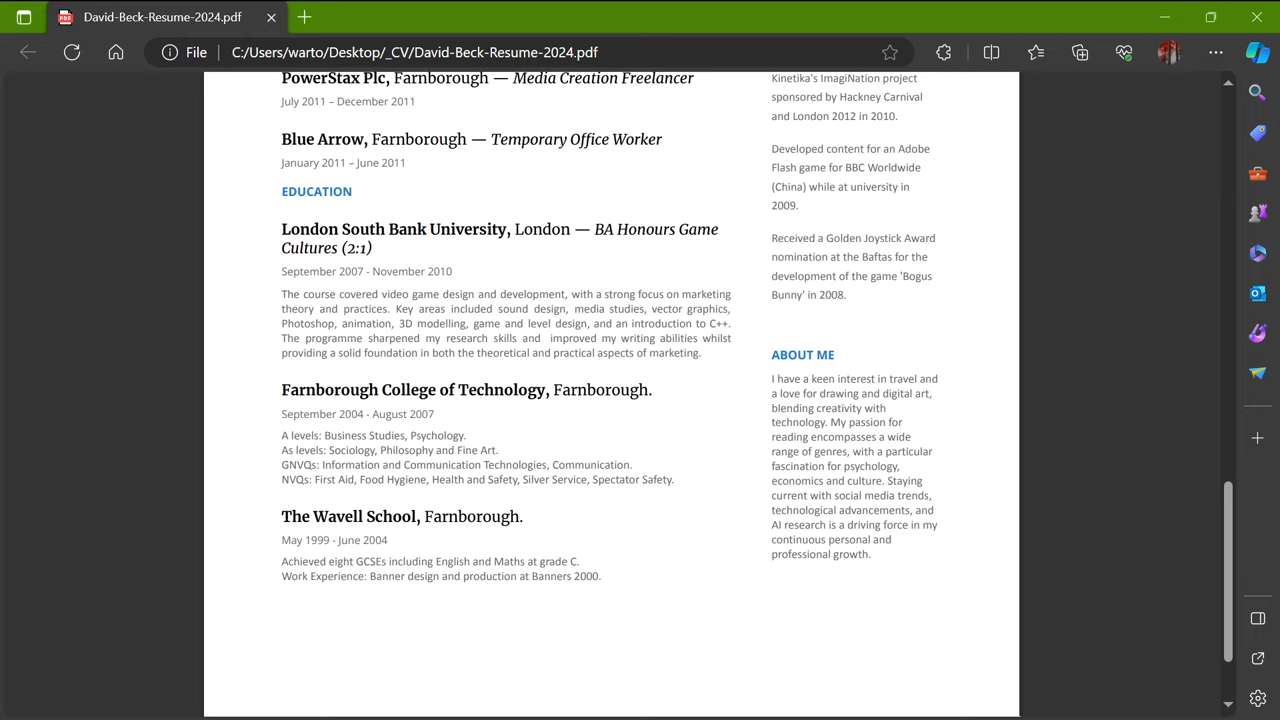 David-Beck-Resume-2024.pdf
File
C:/Users/warto/Desktop/_CV/David-Beck-Resume-2024.pdf
PowerStax Plc, Farnborough — Media Creation Freelancer
July 2011 – December 2011
Blue Arrow, Farnborough — Temporary Office Worker
January 2011 – June 2011
EDUCATION
London South Bank University, London — BA Honours Game
Cultures (2:1)
September 2007 - November 2010
The course covered video game design and development, with a strong focus on marketing
theory and practices. Key areas included sound design, media studies, vector graphics,
Photoshop, animation, 3D modelling, game and level design, and an introduction to C++.
The programme sharpened my research skills and improved my writing abilities whilst
providing a solid foundation in both the theoretical and practical aspects of marketing.
Farnborough College of Technology, Farnborough.
September 2004 - August 2007
A levels: Business Studies, Psychology.
As levels: Sociology, Philosophy and Fine Art.
GNVQs: Information and Communication Technologies, Communication.
NVQs: First Aid, Food Hygiene, Health and Safety, Silver Service, Spectator Safety.
The Wavell School, Farnborough.
May 1999 - June 2004
Achieved eight GCSEs including English and Maths at grade C.
Work Experience: Banner design and production at Banners 2000.
Kinetika's ImagiNation project
sponsored by Hackney Carnival
and London 2012 in 2010.
Developed content for an Adobe
Flash game for BBC Worldwide
(China) while at university in
2009.
Received a Golden Joystick Award
nomination at the Baftas for the
development of the game 'Bogus
Bunny' in 2008.
ABOUT ME
I have a keen interest in travel and
a love for drawing and digital art,
blending creativity with
technology. My passion for
reading encompasses a wide
range of genres, with a particular
fascination for psychology,
economics and culture. Staying
current with social media trends,
technological advancements, and
AI research is a driving force in my
continuous personal and
professional growth.